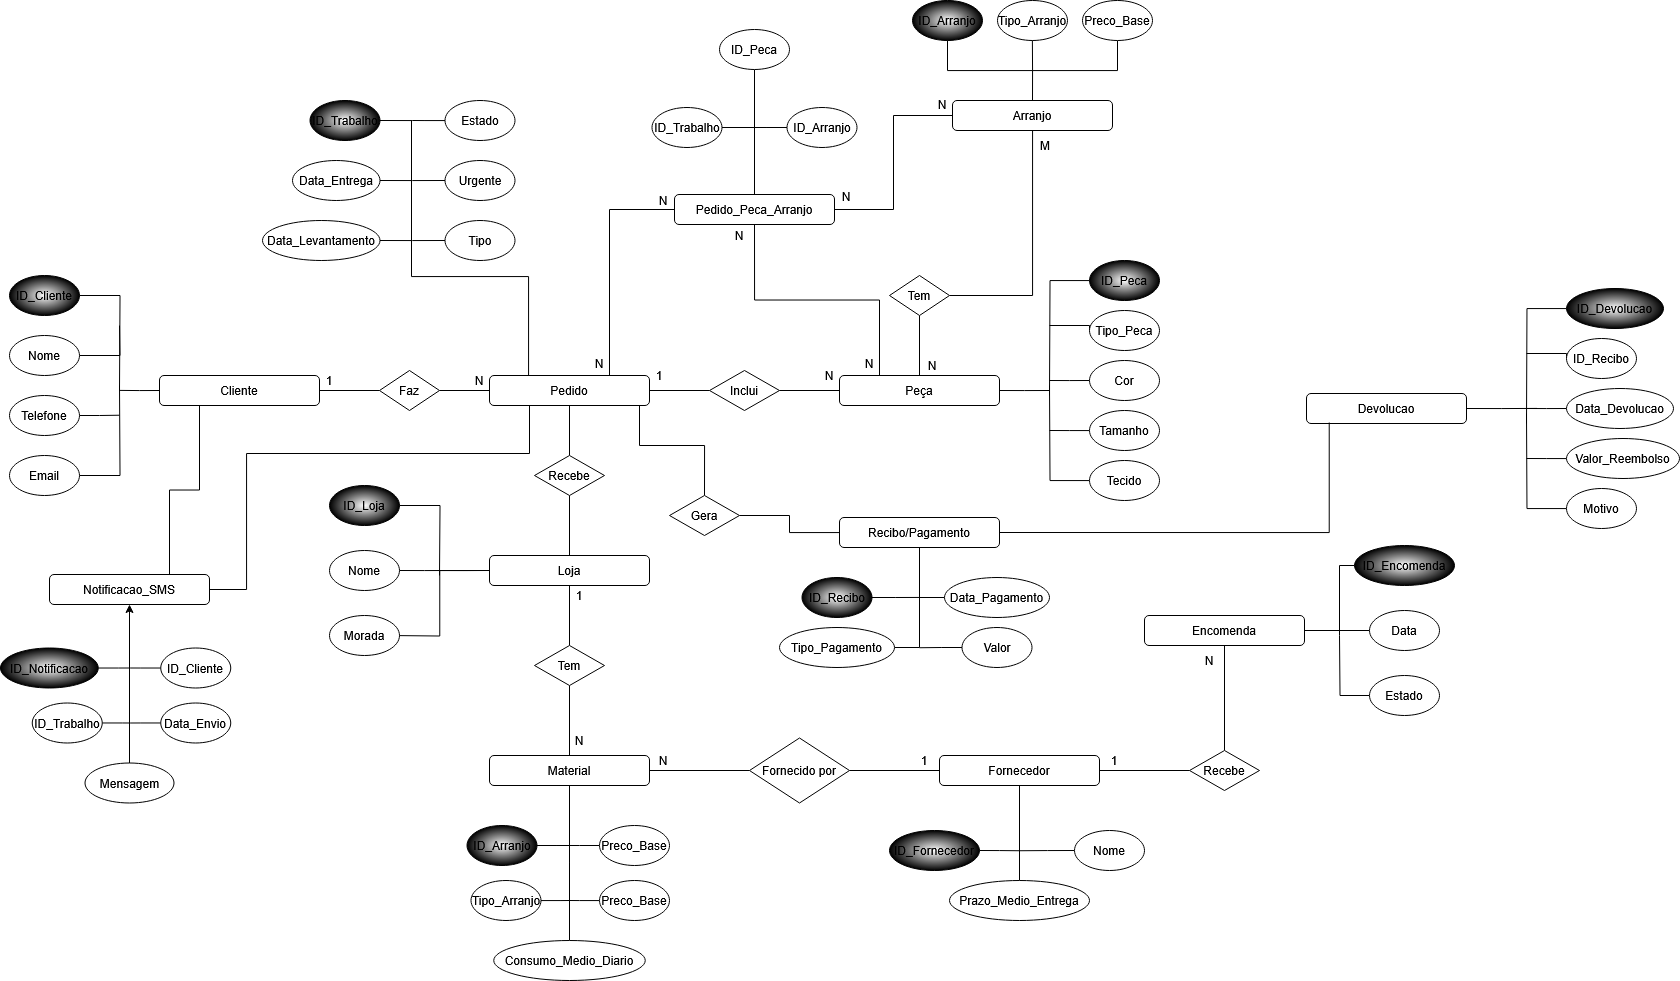 ID_Arranjo
Tipo_Arranjo
Preco_Base
ID_Peca
N
Arranjo
ID_Trabalho
Estado
ID_Trabalho
ID_Arranjo
M
Data_Entrega
Urgente
N
Pedido_Peca_Arranjo
N
N
Data_Levantamento
Tipo
ID_Cliente
Tem
ID_Peca
ID_Devolucao
Tipo_Peca
Nome
ID_Recibo
N
N
N
1
Faz
N
1
Inclui
N
Cliente
Pedido
Peça
Cor
Devolucao
Data_Devolucao
Telefone
Tamanho
Valor_Reembolso
Email
Recebe
Tecido
ID_Loja
Gera
Motivo
Recibo/Pagamento
Nome
Loja
ID_Encomenda
Notificacao_SMS
1
ID_Recibo
Data_Pagamento
Morada
Encomenda
Data
Tipo_Pagamento
Valor
ID_Notificacao
ID_Cliente
Tem
N
Estado
ID_Trabalho
Data_Envio
N
N
1
1
Material
Fornecido por
Fornecedor
Recebe
Mensagem
ID_Arranjo
Preco_Base
ID_Fornecedor
Nome
Tipo_Arranjo
Preco_Base
Prazo_Medio_Entrega
Consumo_Medio_Diario